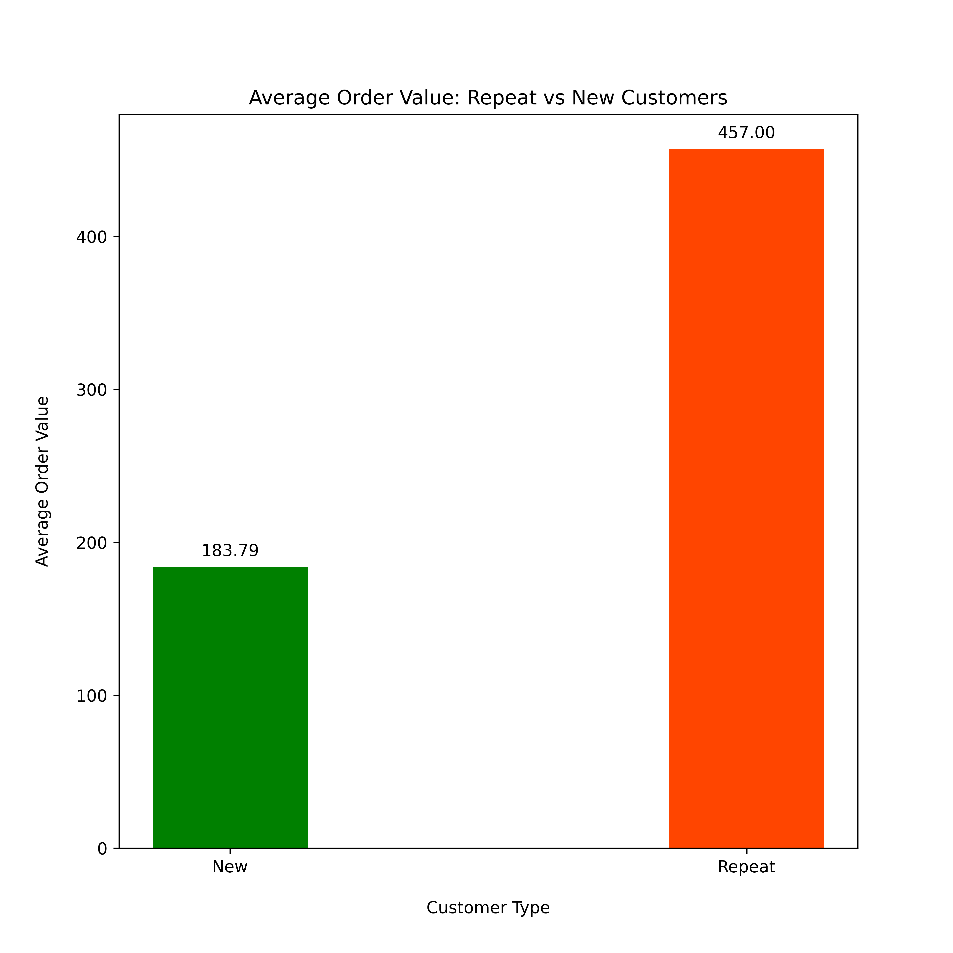 Average Order Value: Repeat vs New Customers
457.00
400
300
Average Order Value
200
183.79
100
0
New
Repeat
Customer Type